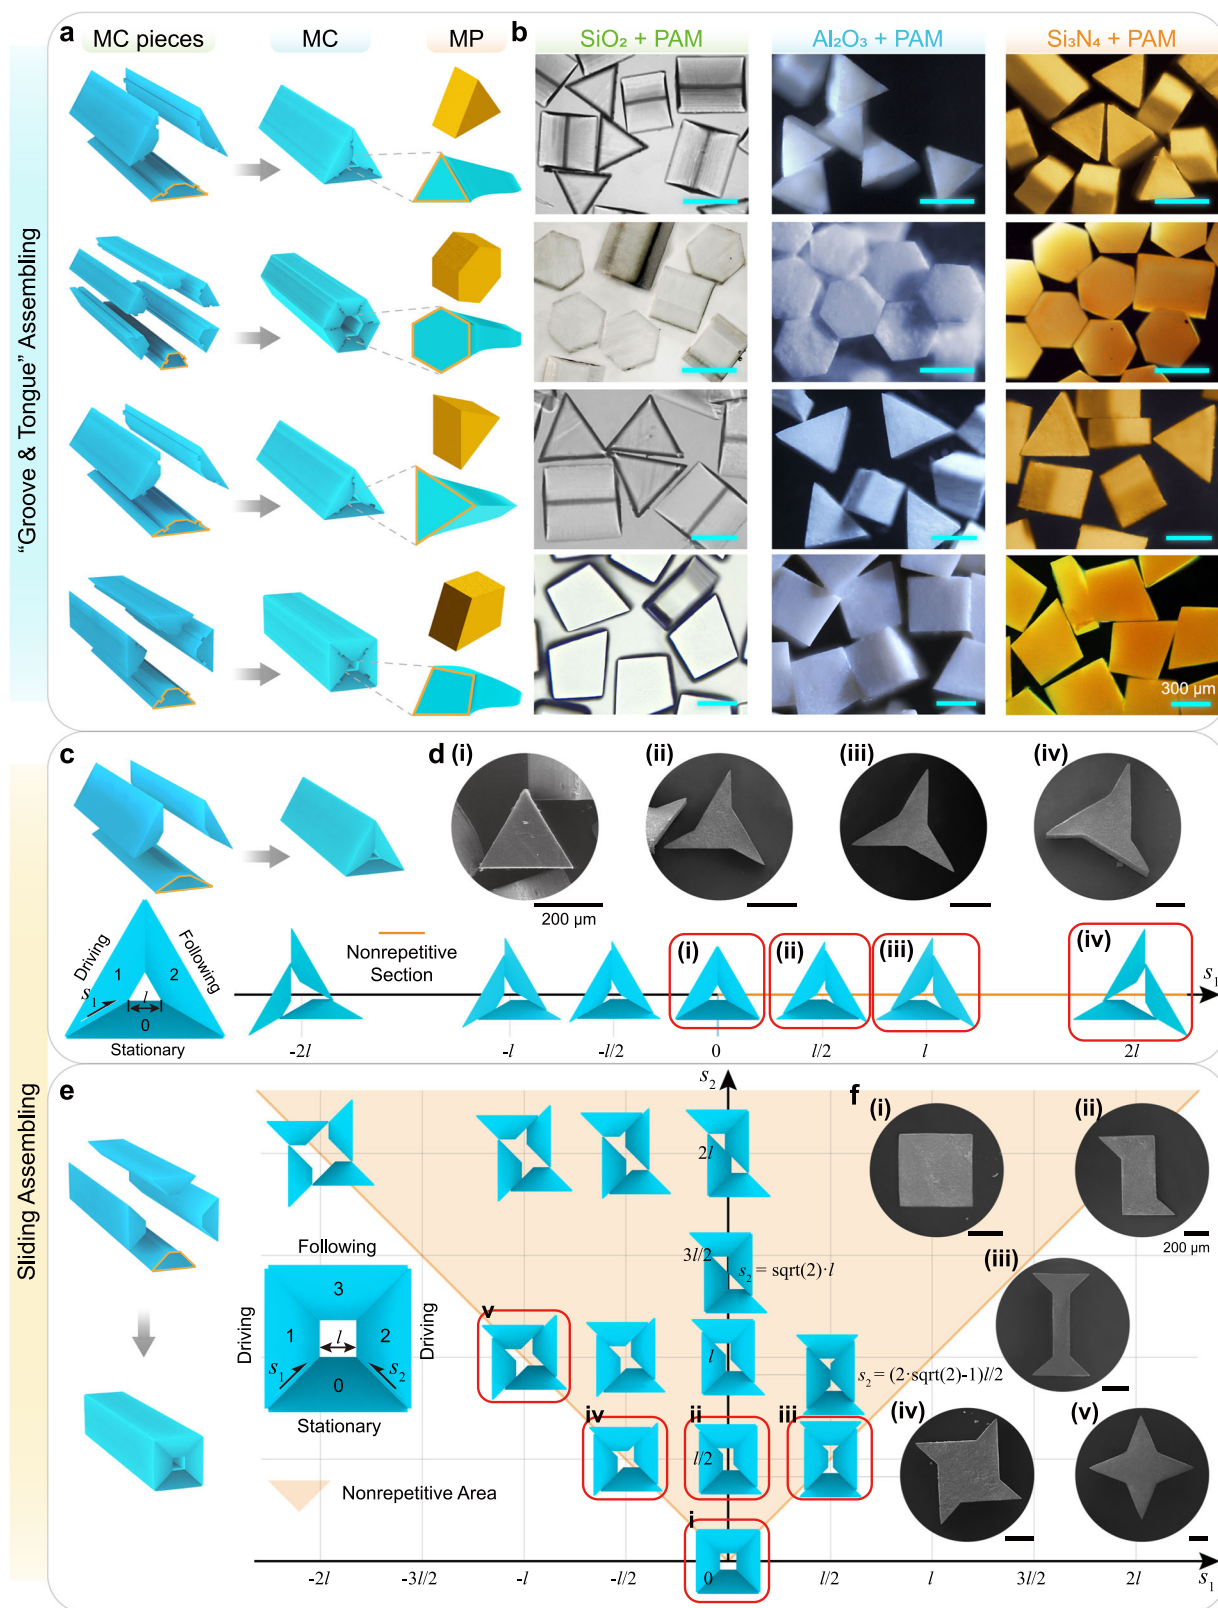 a
MC pieces
MC
MP
b
SiO₂ + PAM
Al₂O₃ + PAM
Si₃N₄ + PAM
"Groove & Tongue" Assembling
300 μm
Sliding Assembling
c
d
(i)
(ii)
(iii)
(iv)
200 μm
Driving
Following
1
2
s₁
l
0
Stationary
Nonrepetitive
Section
(i)
(ii)
(iii)
(iv)
s₁
-2l
-l
-l/2
0
l/2
l
2l
e
s₂
f
(i)
(ii)
2l
200 μm
3l/2
s₂ = sqrt(2)·l
(iii)
Following
3
Driving
1
l
2
Driving
s₁
s₂
0
Stationary
v
l
s₂ = (2·sqrt(2)-1)l/2
iv
ii
iii
(iv)
(v)
l/2
Nonrepetitive Area
i
-2l
-3l/2
-l
-l/2
0
l/2
l
3l/2
2l
s₁